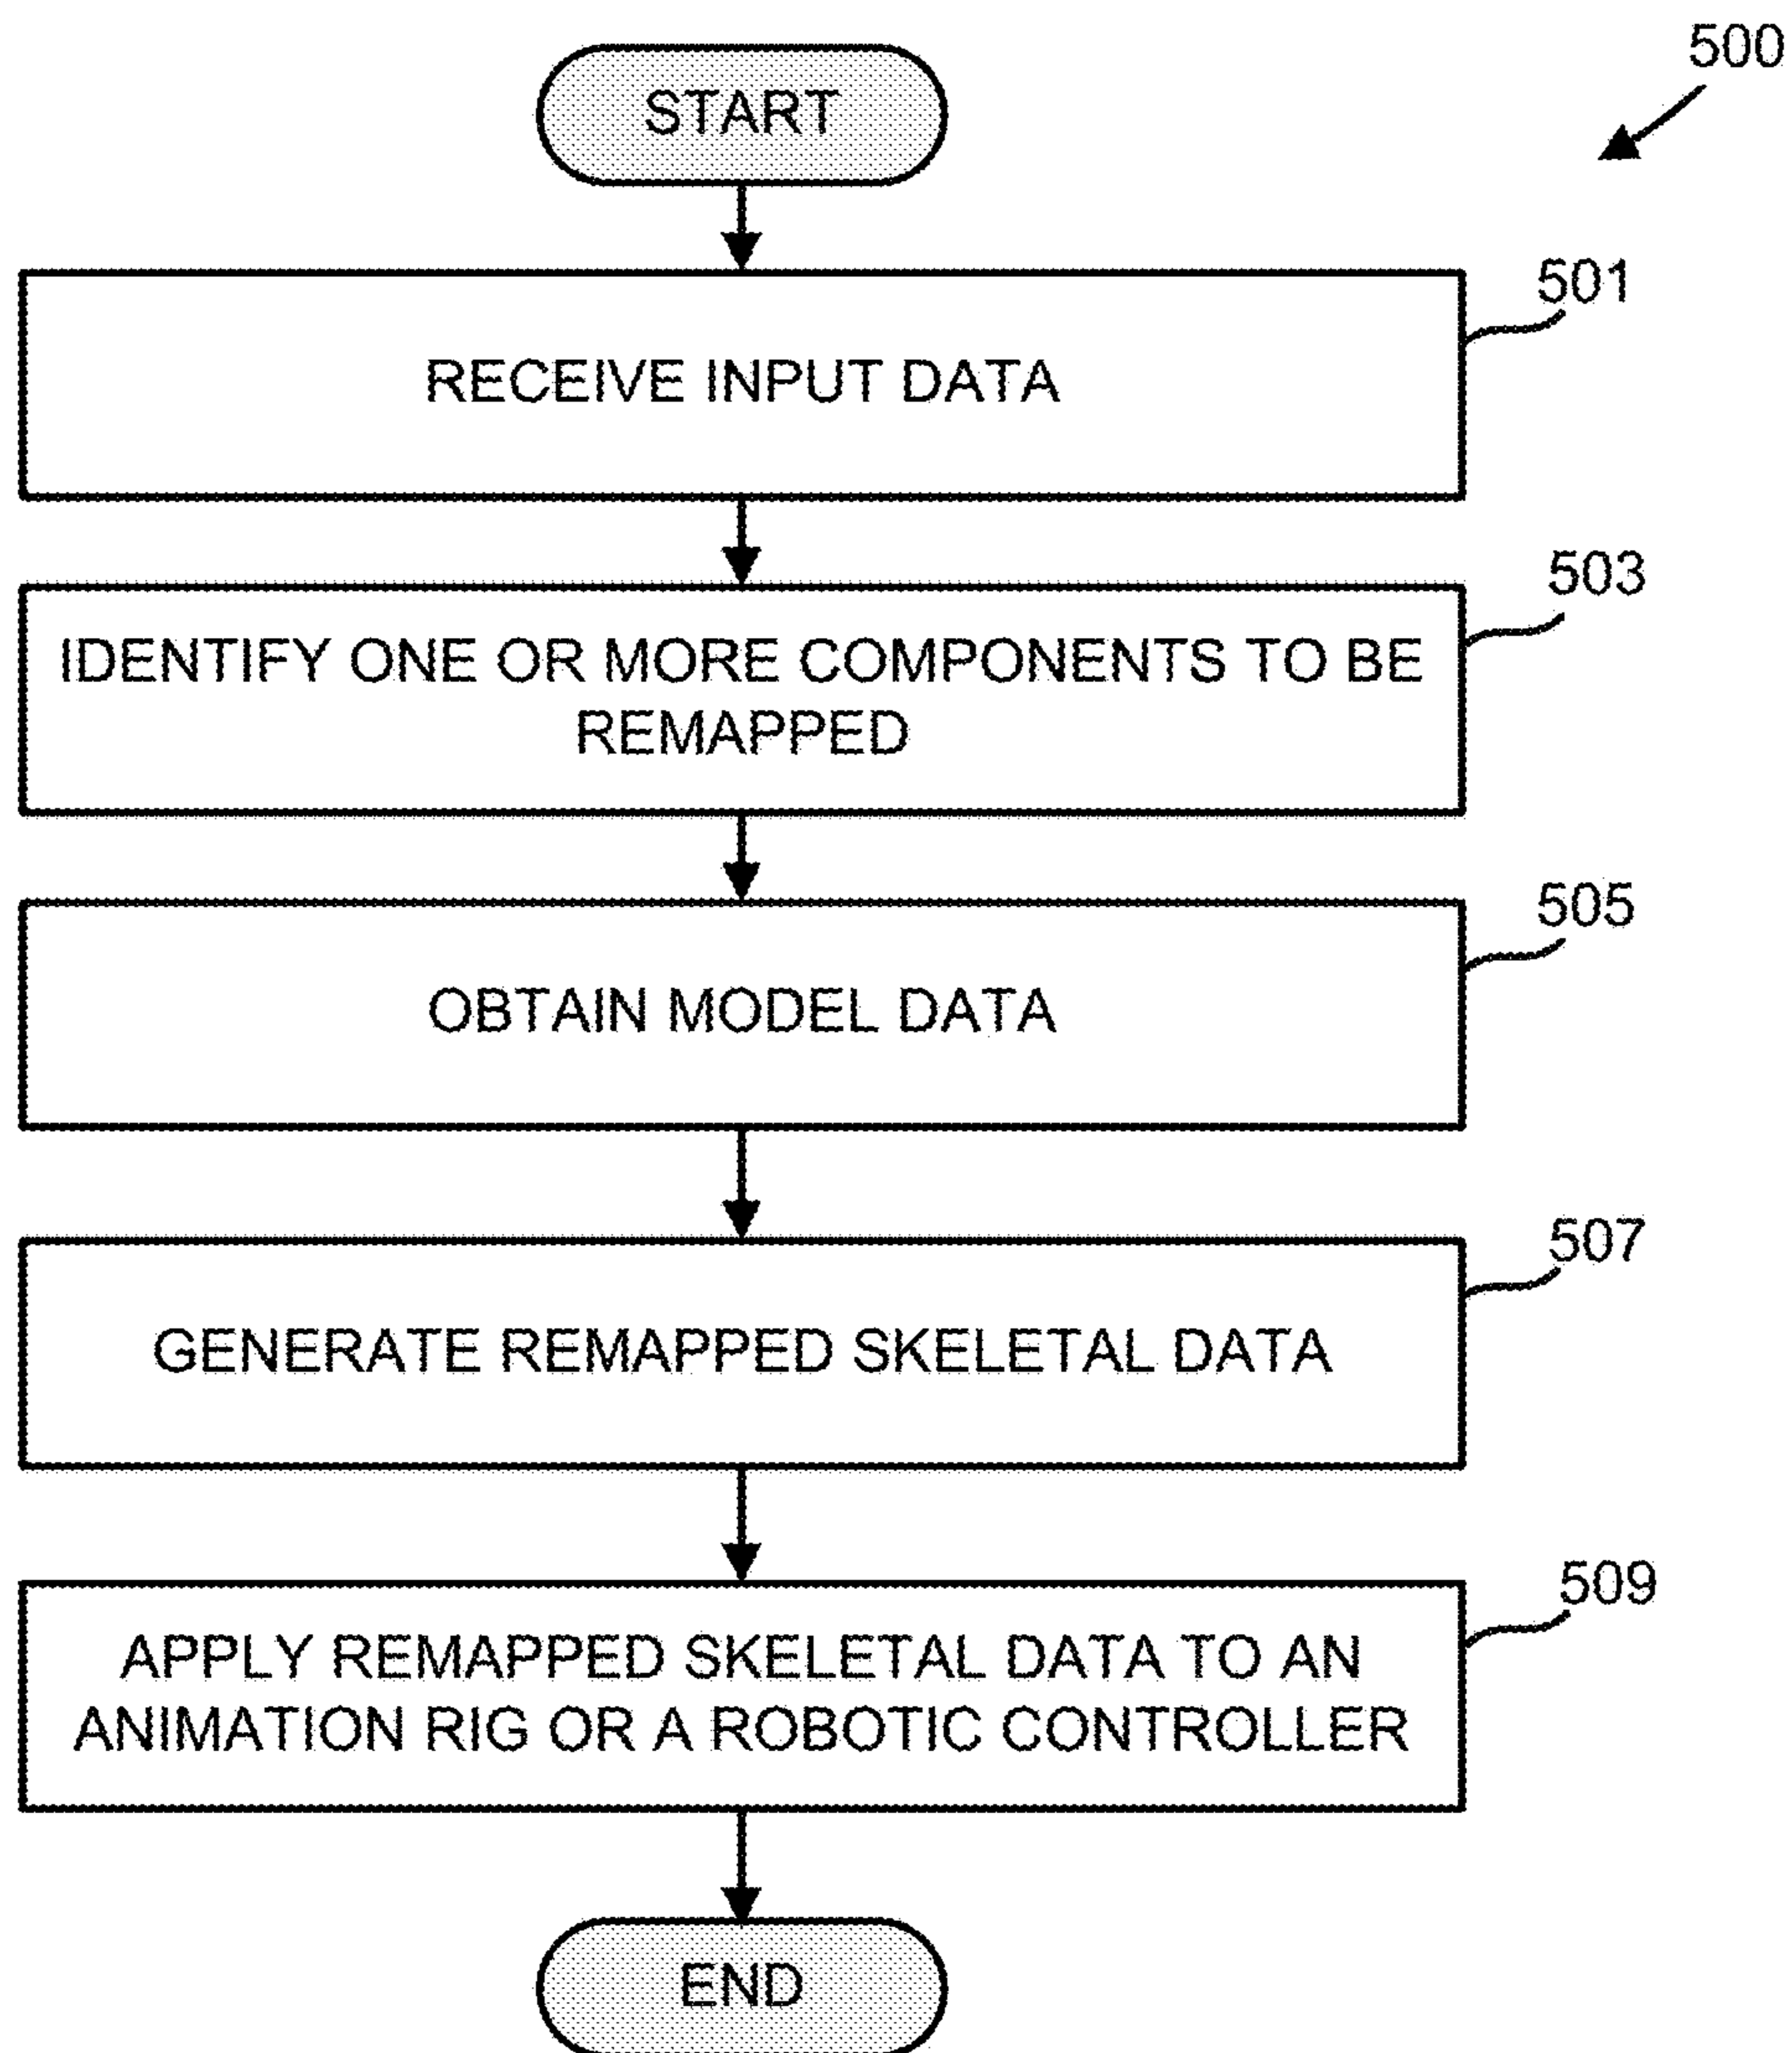 500
START
501
RECEIVE INPUT DATA
503
IDENTIFY ONE OR MORE COMPONENTS TO BE
REMAPPED
505
OBTAIN MODEL DATA
507
GENERATE REMAPPED SKELETAL DATA
509
APPLY REMAPPED SKELETAL DATA TO AN
ANIMATION RIG OR A ROBOTIC CONTROLLER
END